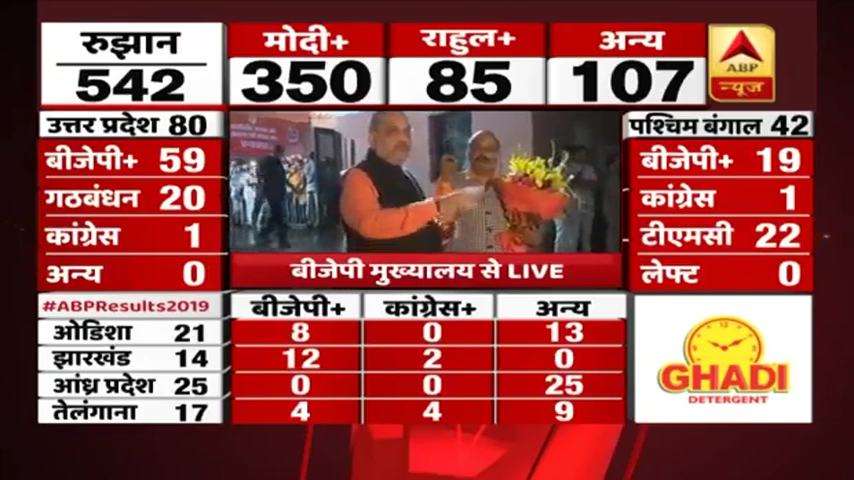 रुझान
542
मोदी+
350
राहुल+
85
अन्य
107
ABP
न्यूज़
उत्तर प्रदेश 80
बीजेपी+ 59
गठबंधन 20
कांग्रेस 1
अन्य 0
पश्चिम बंगाल 42
बीजेपी+ 19
कांग्रेस 1
टीएमसी 22
लेफ्ट 0
बीजेपी मुख्यालय से LIVE
#ABPResults2019 बीजेपी+ कांग्रेस+ अन्य
ओडिशा 21 8 0 13
झारखंड 14 12 2 0
आंध्र प्रदेश 25 0 0 25
तेलंगाना 17 4 4 9
GHADI
DETERGENT